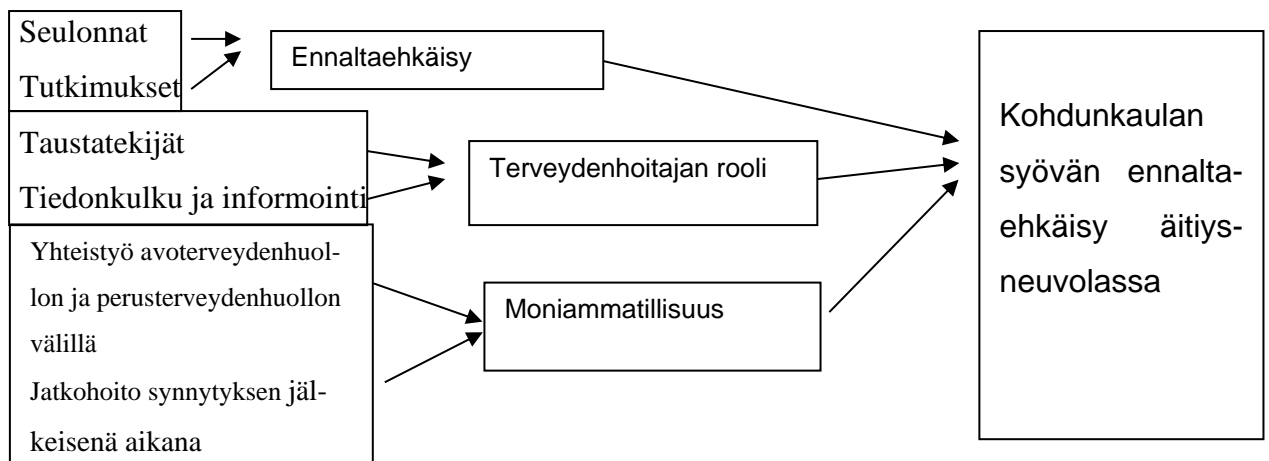 Seulonnat
Tutkimukset
Taustatekijät
Tiedonkulku ja informointi
Yhteistyö avoterveydenhuol-
lon ja perusterveydenhuollon
välillä
Jatkohoito synnytyksen jäl-
keisenä aikana
Ennaltaehkäisy
Terveydenhoitajan rooli
Moniammatillisuus
Kohdunkaulan
syövän ennalta-
ehkäisy äitiys-
neuvolassa